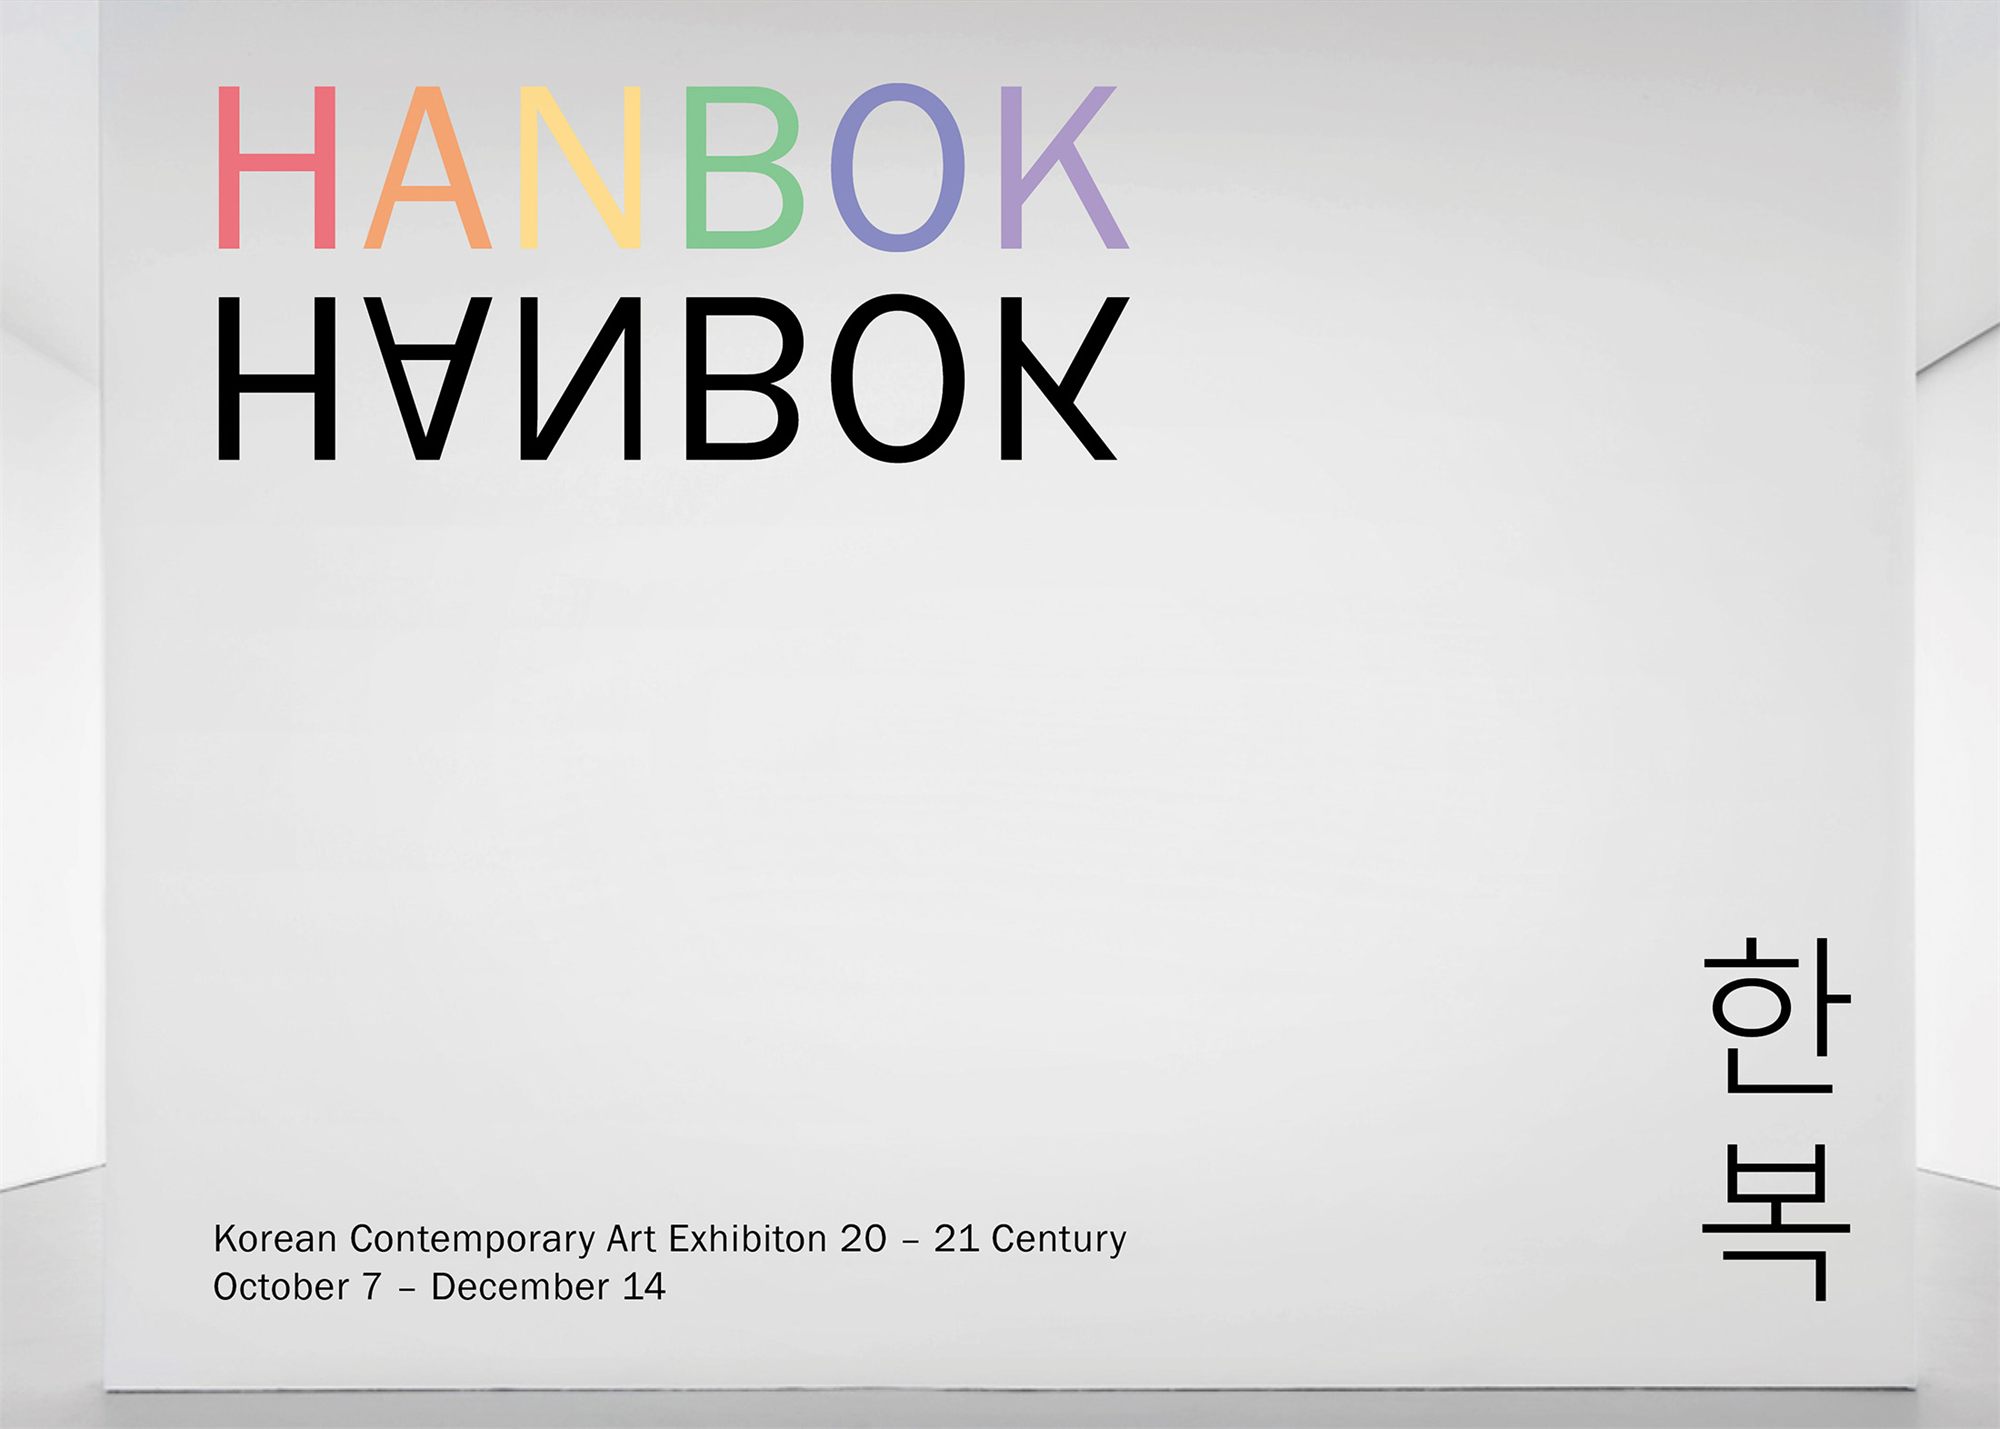 HANBOK
HANBOK
Korean Contemporary Art Exhibiton 20 – 21 Century
October 7 – December 14
한
복